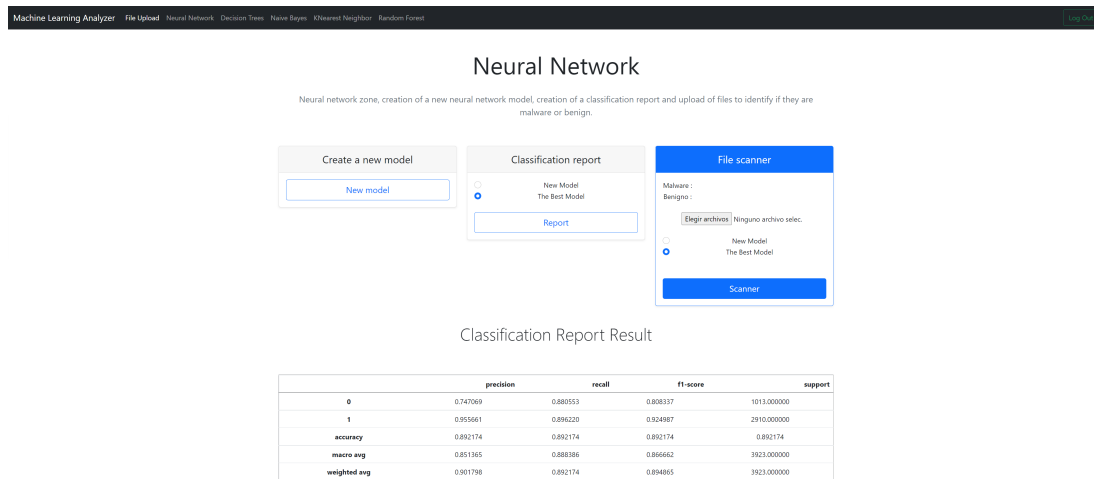 Machine Learning Analyzer File Upload Neural Network Decision Trees Naive Bayes KNearest Neighbor Random Forest Log Out
Neural Network
Neural network zone, creation of a new neural network model, creation of a classification report and upload of files to identify if they are
malware or benign.
Create a new model
New model
Classification report
New Model
The Best Model
Report
File scanner
Malware :
Benigno :
Elegir archivos Ninguno archivo selec.
New Model
The Best Model
Scanner
Classification Report Result
precision recall f1-score support
0 0.747069 0.880553 0.808337 1013.000000
1 0.955661 0.896220 0.924987 2910.000000
accuracy 0.892174 0.892174 0.892174 0.892174
macro avg 0.851365 0.888386 0.866662 3923.000000
weighted avg 0.901798 0.892174 0.894865 3923.000000